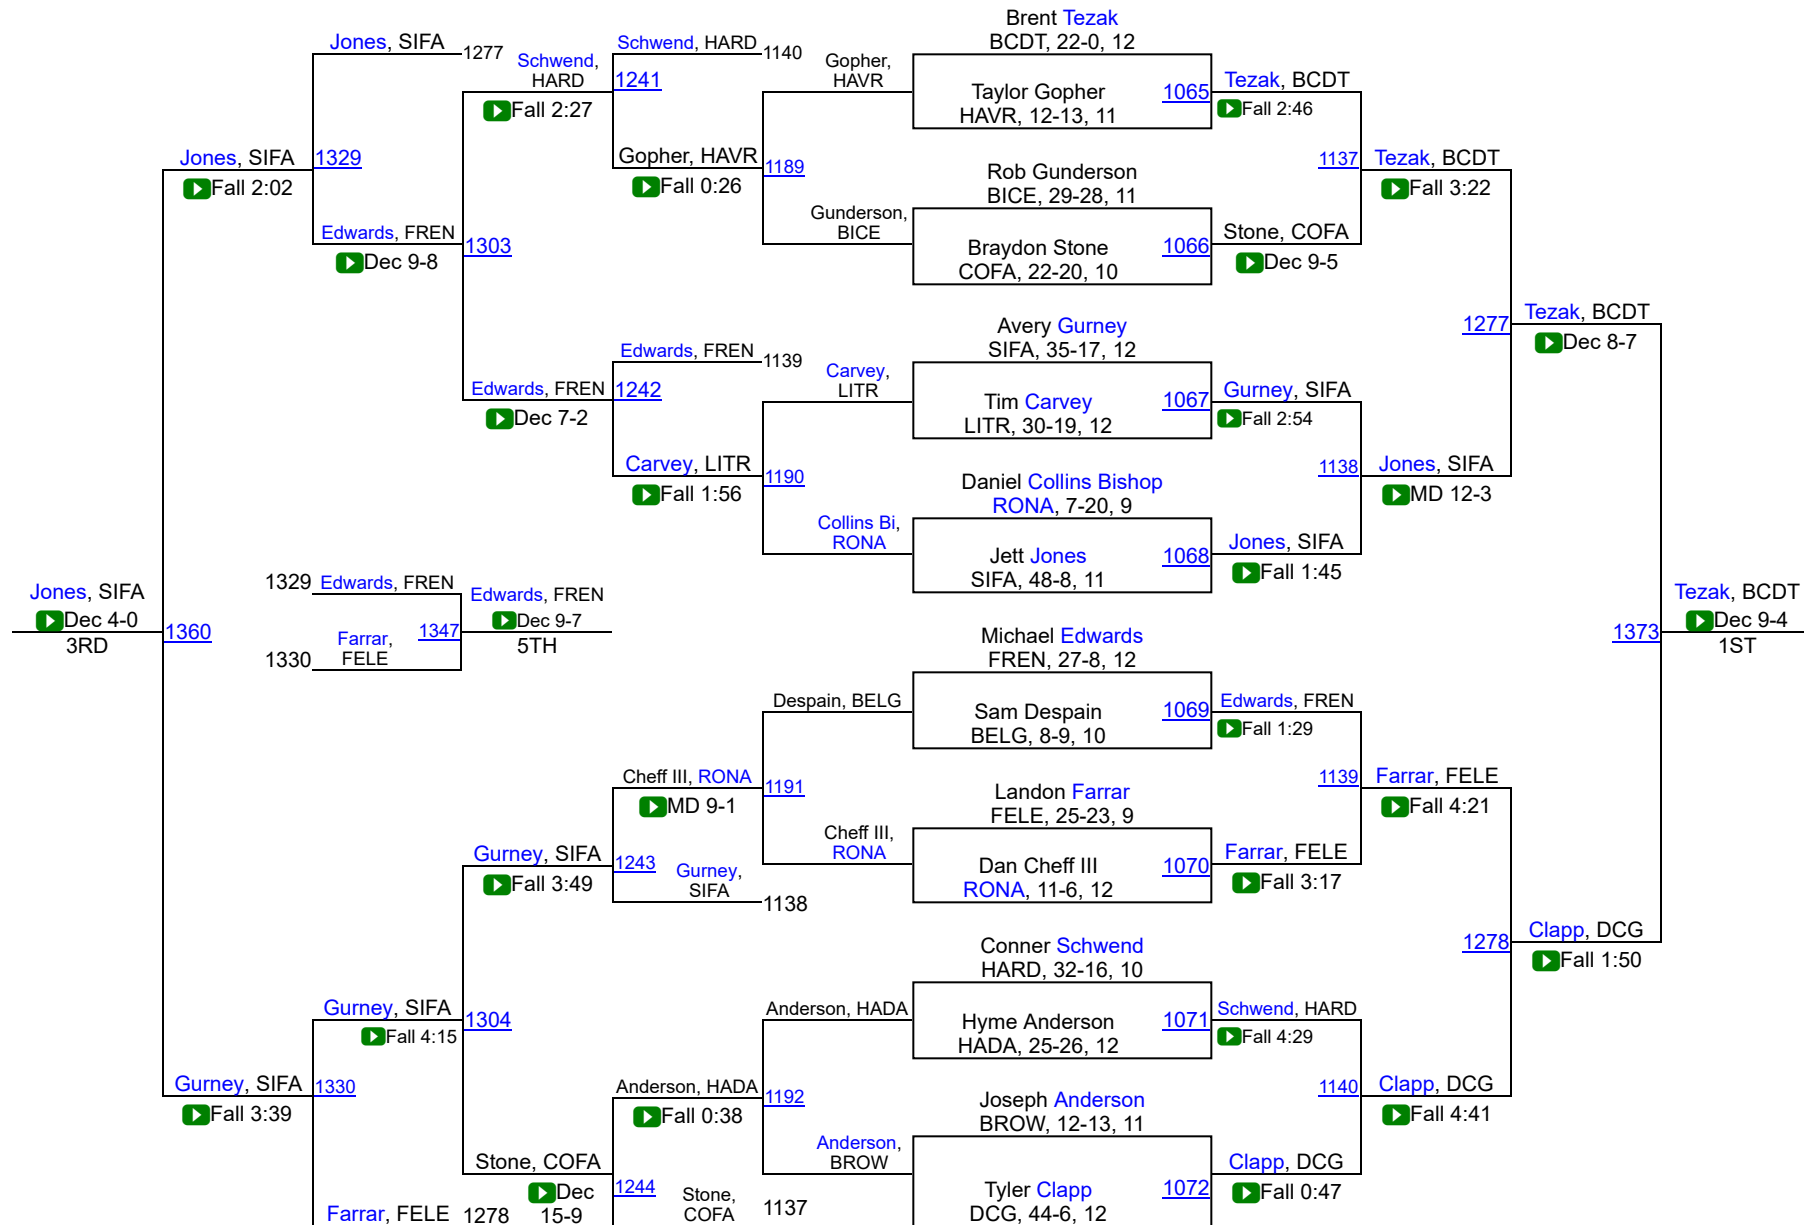 Brent Tezak
BCDT, 22-0, 12
Jones, SIFA
1277
Schwend, HARD
1140
Schwend,
HARD
1241
Gopher,
HAVR
Taylor Gopher
HAVR, 12-13, 11
1065
Tezak, BCDT
Fall 2:27
Fall 2:46
Jones, SIFA
1329
Gopher, HAVR
1189
Rob Gunderson
BICE, 29-28, 11
1137
Tezak, BCDT
Fall 2:02
Fall 0:26
Fall 3:22
Edwards, FREN
1303
Gunderson,
BICE
Braydon Stone
COFA, 22-20, 10
1066
Stone, COFA
Dec 9-8
Dec 9-5
Avery Gurney
SIFA, 35-17, 12
1277
Tezak, BCDT
Dec 8-7
Edwards, FREN
1139
Edwards, FREN
1242
Carvey,
LITR
Tim Carvey
LITR, 30-19, 12
1067
Gurney, SIFA
Dec 7-2
Fall 2:54
Carvey, LITR
1190
Daniel Collins Bishop
RONA, 7-20, 9
1138
Jones, SIFA
Fall 1:56
MD 12-3
Collins Bi,
RONA
Jett Jones
SIFA, 48-8, 11
1068
Jones, SIFA
Fall 1:45
Jones, SIFA
Dec 4-0
3RD
1360
1329
Edwards, FREN
Farrar,
FELE
1330
1347
Edwards, FREN
Dec 9-7
5TH
Michael Edwards
FREN, 27-8, 12
1373
Tezak, BCDT
Dec 9-4
1ST
Despain, BELG
Sam Despain
BELG, 8-9, 10
1069
Edwards, FREN
Fall 1:29
Cheff III, RONA
MD 9-1
1191
Landon Farrar
FELE, 25-23, 9
1139
Farrar, FELE
Fall 4:21
Gurney, SIFA
Fall 3:49
1243
Gurney,
SIFA
1138
Cheff III,
RONA
Dan Cheff III
RONA, 11-6, 12
1070
Farrar, FELE
Fall 3:17
Conner Schwend
HARD, 32-16, 10
1278
Clapp, DCG
Fall 1:50
Gurney, SIFA
Fall 4:15
1304
Anderson, HADA
Hyme Anderson
HADA, 25-26, 12
1071
Schwend, HARD
Fall 4:29
Gurney, SIFA
Fall 3:39
1330
Anderson, HADA
Fall 0:38
1192
Joseph Anderson
BROW, 12-13, 11
1140
Clapp, DCG
Fall 4:41
Stone, COFA
Dec
15-9
1244
Stone,
COFA
1137
Anderson,
BROW
Tyler Clapp
DCG, 44-6, 12
1072
Clapp, DCG
Fall 0:47
Farrar, FELE
1278